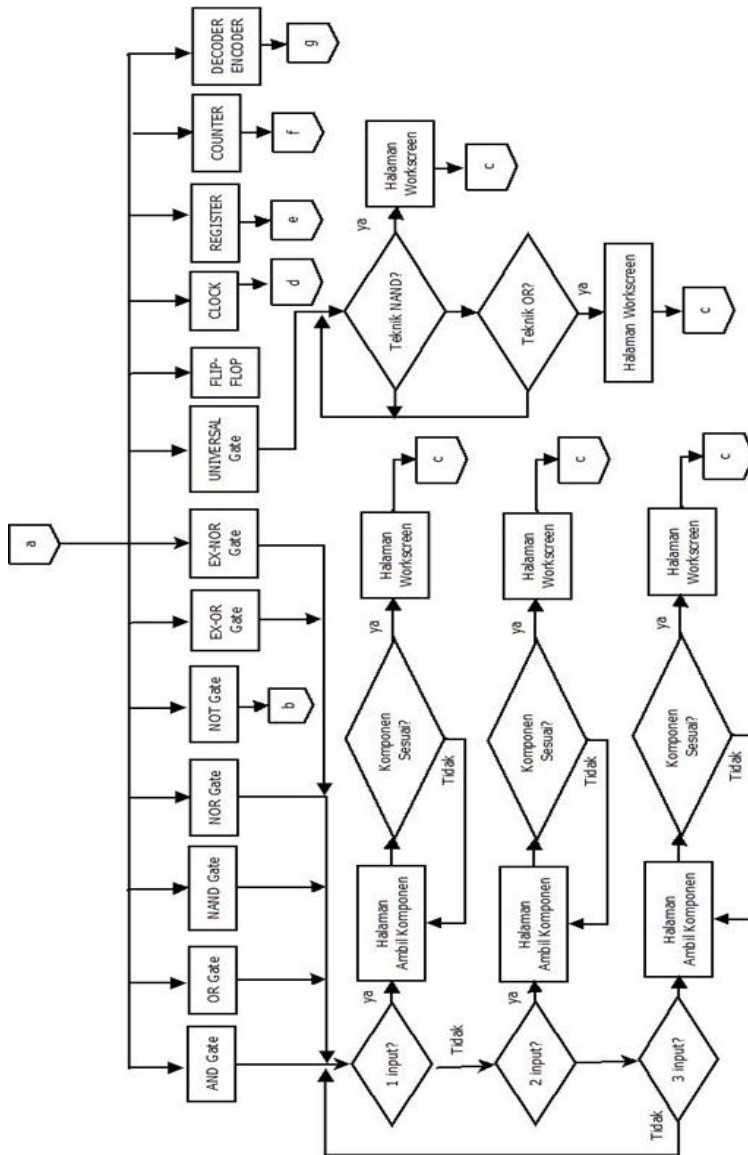 a
AND Gate
OR Gate
NAND Gate
NOR Gate
NOT Gate
EX-OR
Gate
EX-NOR
Gate
UNIVERSAL
Gate
FLIP-
FLOP
CLOCK
REGISTER
COUNTER
DECODER
ENCODER
b
d
e
f
g
1 input?
ya
Halaman
Ambil Komponen
Komponen
Sesuai?
Tidak
ya
Halaman
Workscreen
c
Tidak
2 input?
ya
Halaman
Ambil Komponen
Komponen
Sesuai?
Tidak
ya
Halaman
Workscreen
c
3 input?
Tidak
Halaman
Ambil Komponen
Komponen
Sesuai?
Tidak
ya
Halaman
Workscreen
c
Teknik NAND?
ya
Halaman
Workscreen
c
Teknik OR?
ya
Halaman Workscreen
c